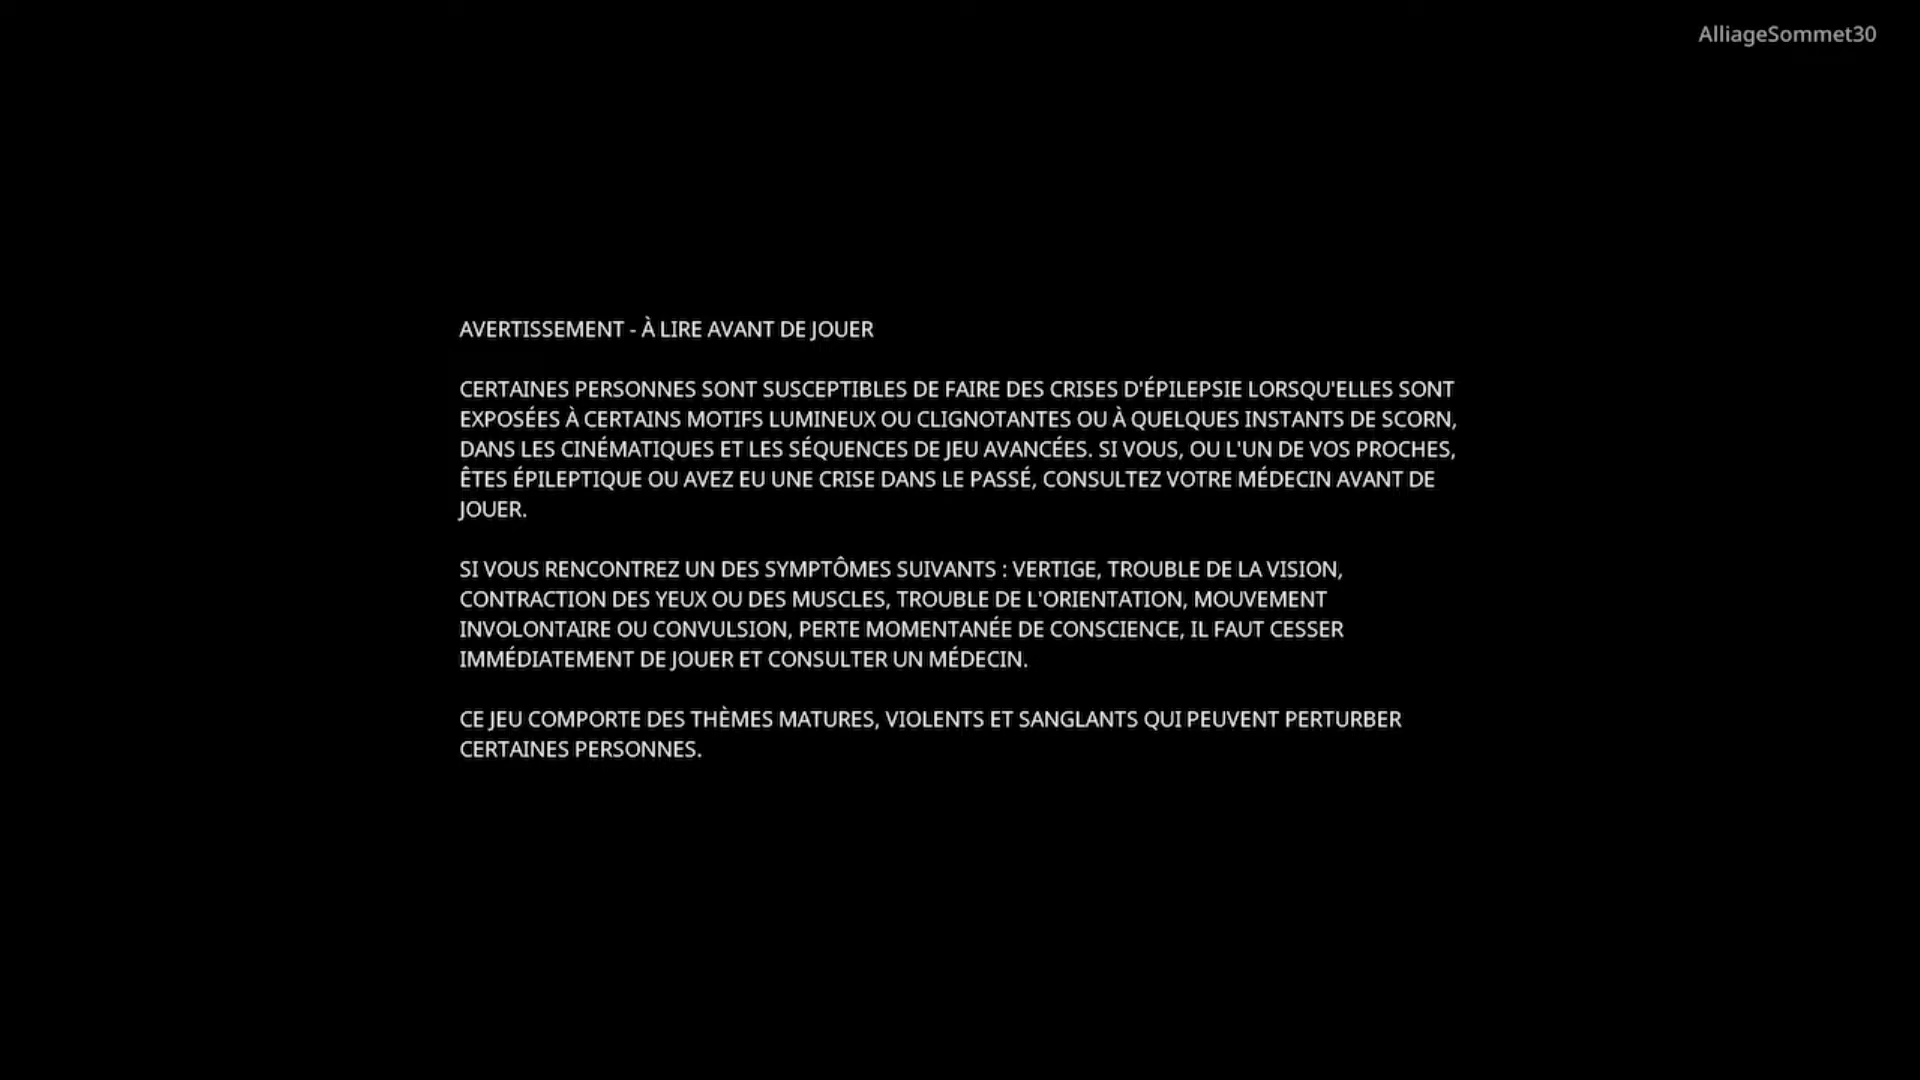 AlliageSommet30
AVERTISSEMENT - À LIRE AVANT DE JOUER
CERTAINES PERSONNES SONT SUSCEPTIBLES DE FAIRE DES CRISES D'ÉPILEPSIE LORSQU'ELLES SONT
EXPOSÉES À CERTAINS MOTIFS LUMINEUX OU CLIGNOTANTES OU À QUELQUES INSTANTS DE SCORN,
DANS LES CINÉMATIQUES ET LES SÉQUENCES DE JEU AVANCÉES. SI VOUS, OU L'UN DE VOS PROCHES,
ÊTES ÉPILEPTIQUE OU AVEZ EU UNE CRISE DANS LE PASSÉ, CONSULTEZ VOTRE MÉDECIN AVANT DE
JOUER.
SI VOUS RENCONTREZ UN DES SYMPTÔMES SUIVANTS : VERTIGE, TROUBLE DE LA VISION,
CONTRACTION DES YEUX OU DES MUSCLES, TROUBLE DE L'ORIENTATION, MOUVEMENT
INVOLONTAIRE OU CONVULSION, PERTE MOMENTANÉE DE CONSCIENCE, IL FAUT CESSER
IMMÉDIATEMENT DE JOUER ET CONSULTER UN MÉDECIN.
CE JEU COMPORTE DES THÈMES MATURES, VIOLENTS ET SANGLANTS QUI PEUVENT PERTURBER
CERTAINES PERSONNES.